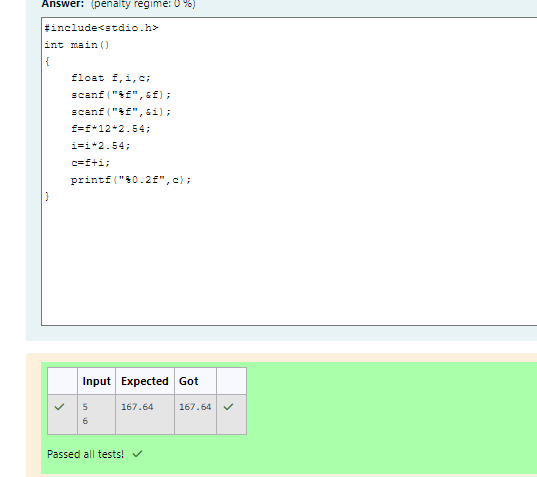 Answer: (penalty regime: 0 %)
#include<stdio.h>
int main()
{
float f,i,c;
scanf("%f",&f);
scanf("%f",&i);
f=f*12*2.54;
i=i*2.54;
c=f+i;
printf("%0.2f",c);
}
Input Expected Got
5 167.64 167.64
6
Passed all tests!